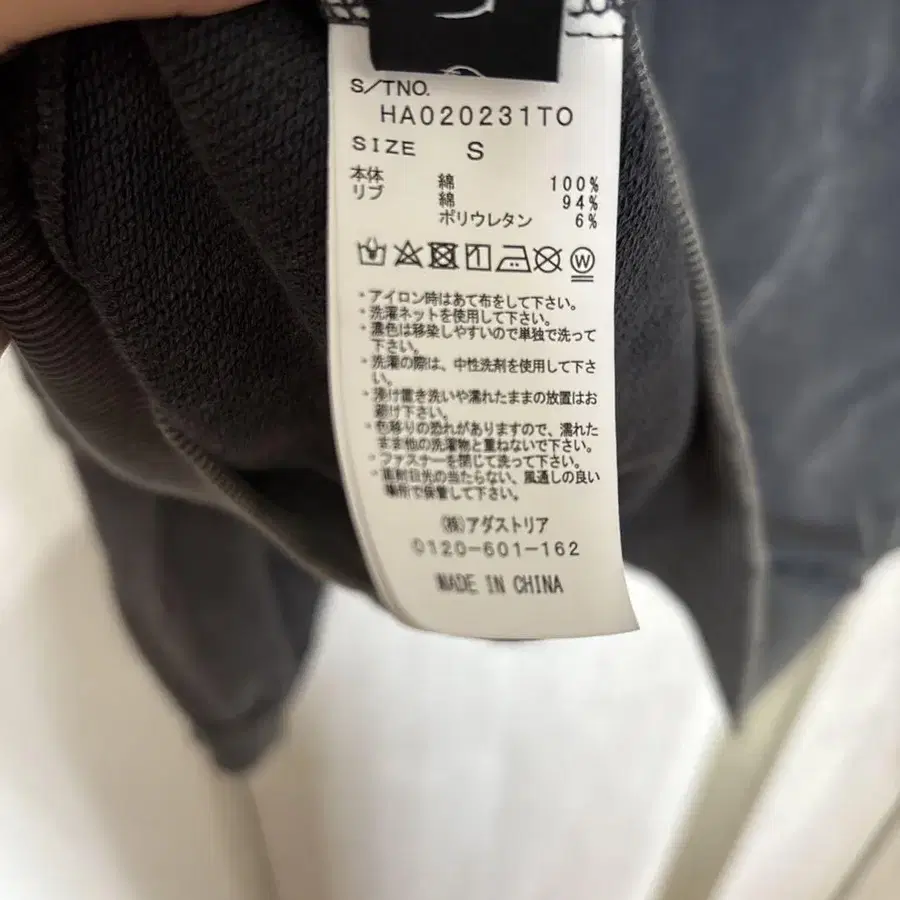 S/TNO.
HA020231TO
SIZE S
本体 綿 100%
リブ 綿 94%
ポリウレタン 6%
・アイロン時はあて布をして下さい。
・洗濯ネットを使用して下さい。
・濃色は移染しやすいので単独で洗って
下さい。
・洗濯の際は、中性洗剤を使用して下さ
い。
・浸け置き洗いや濡れたままの放置はお
避け下さい。
・色移りの恐れがありますので、濡れた
まま他の洗濯物と重ねないで下さい。
・ファスナーを閉じて洗って下さい。
・直射日光の当たらない、風通しの良い
場所で保管して下さい。
㈱アダストリア
0120-601-162
MADE IN CHINA